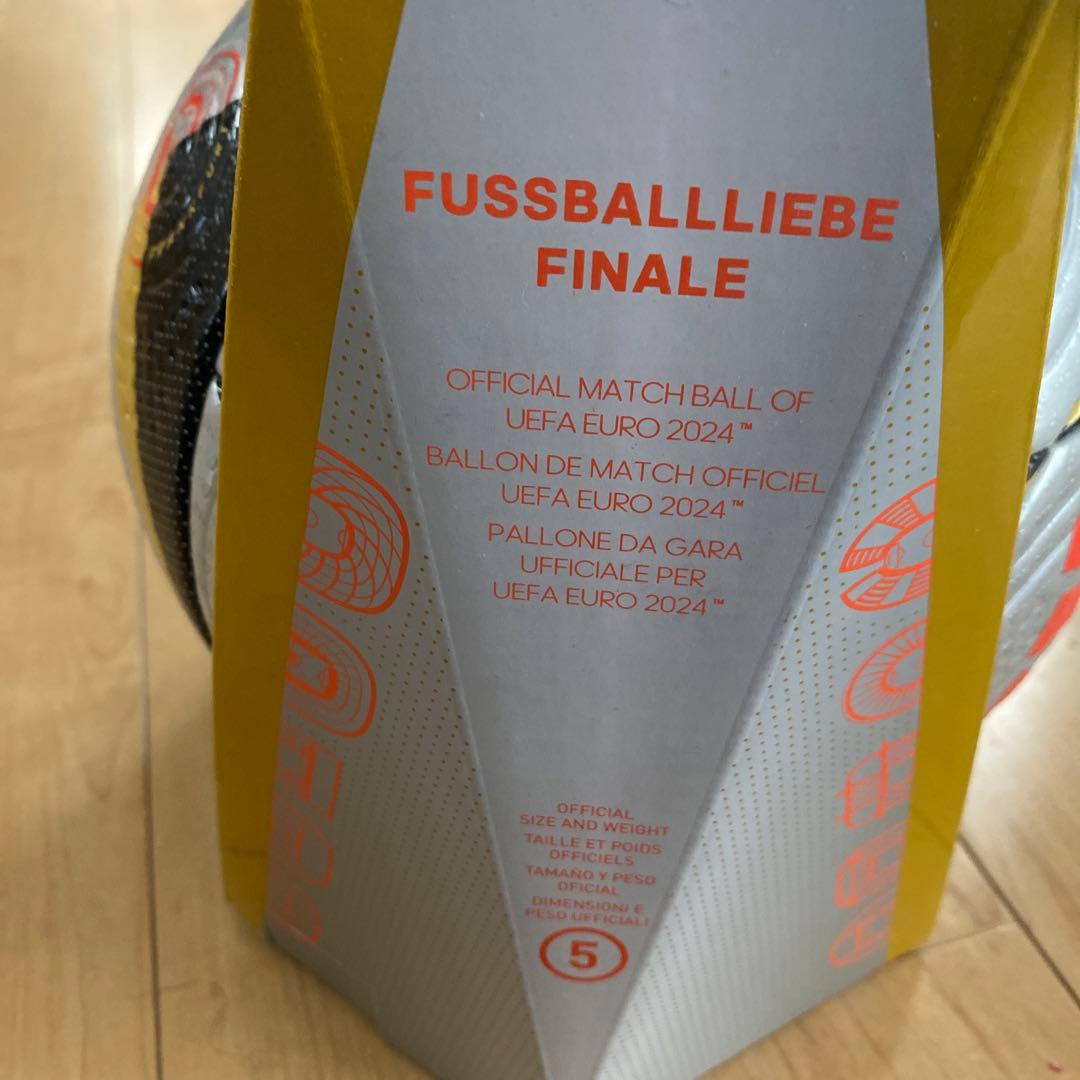 FUSSBALLLIEBE
FINALE
OFFICIAL MATCH BALL OF
UEFA EURO 2024™
BALLON DE MATCH OFFICIEL
UEFA EURO 2024™
PALLONE DA GARA
UFFICIALE PER
UEFA EURO 2024™
OFFICIAL
SIZE AND WEIGHT
TAILLE ET POIDS
OFFICIELS
TAMAÑO Y PESO
OFICIAL
DIMENSIONI E
PESO UFFICIALI
5